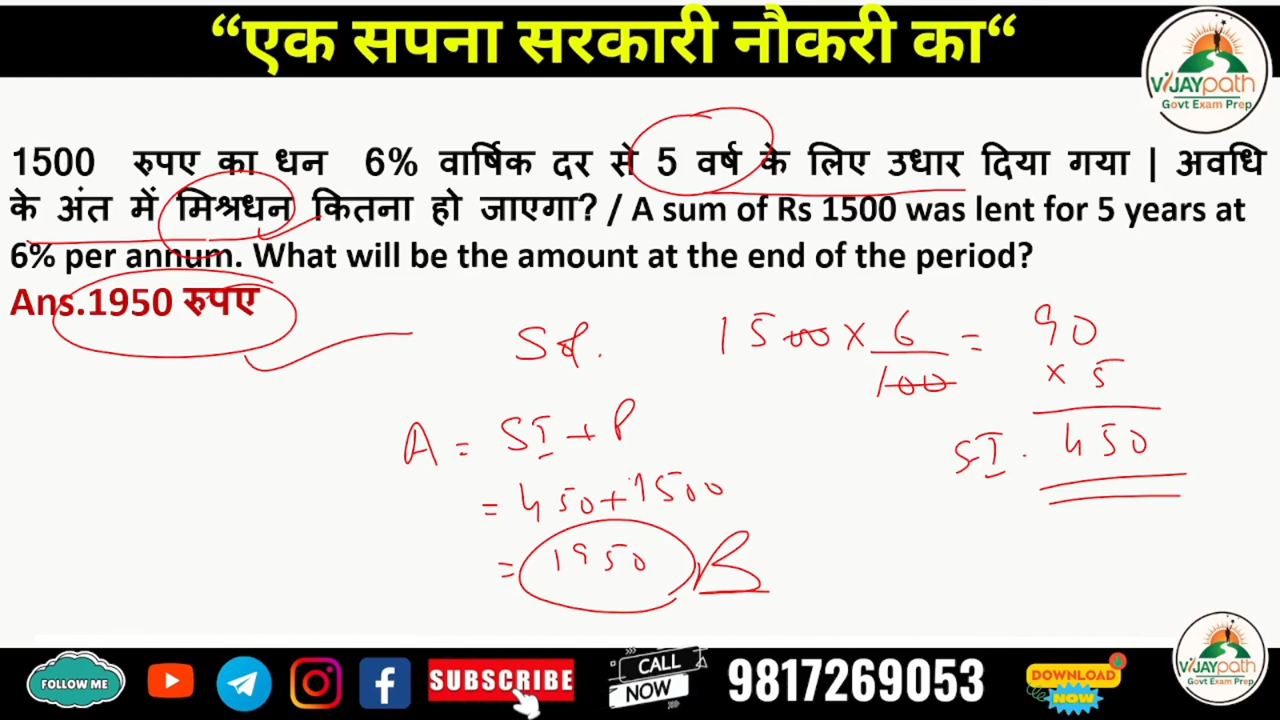 “एक सपना सरकारी नौकरी का“
ViJAYpath
Govt Exam Prep
1500 रुपए का धन 6% वार्षिक दर से 5 वर्ष के लिए उधार दिया गया | अवधि
के अंत में मिश्रधन कितना हो जाएगा? / A sum of Rs 1500 was lent for 5 years at
6% per annum. What will be the amount at the end of the period?
Ans.1950 रुपए
1500 × 6/100 = 90
× 5
SI. 450
A = SI + P
= 450+1500
= 1950
FOLLOW ME
SUBSCRIBE
CALL
NOW
9817269053
DOWNLOAD
NOW
ViJAYpath
Govt Exam Prep